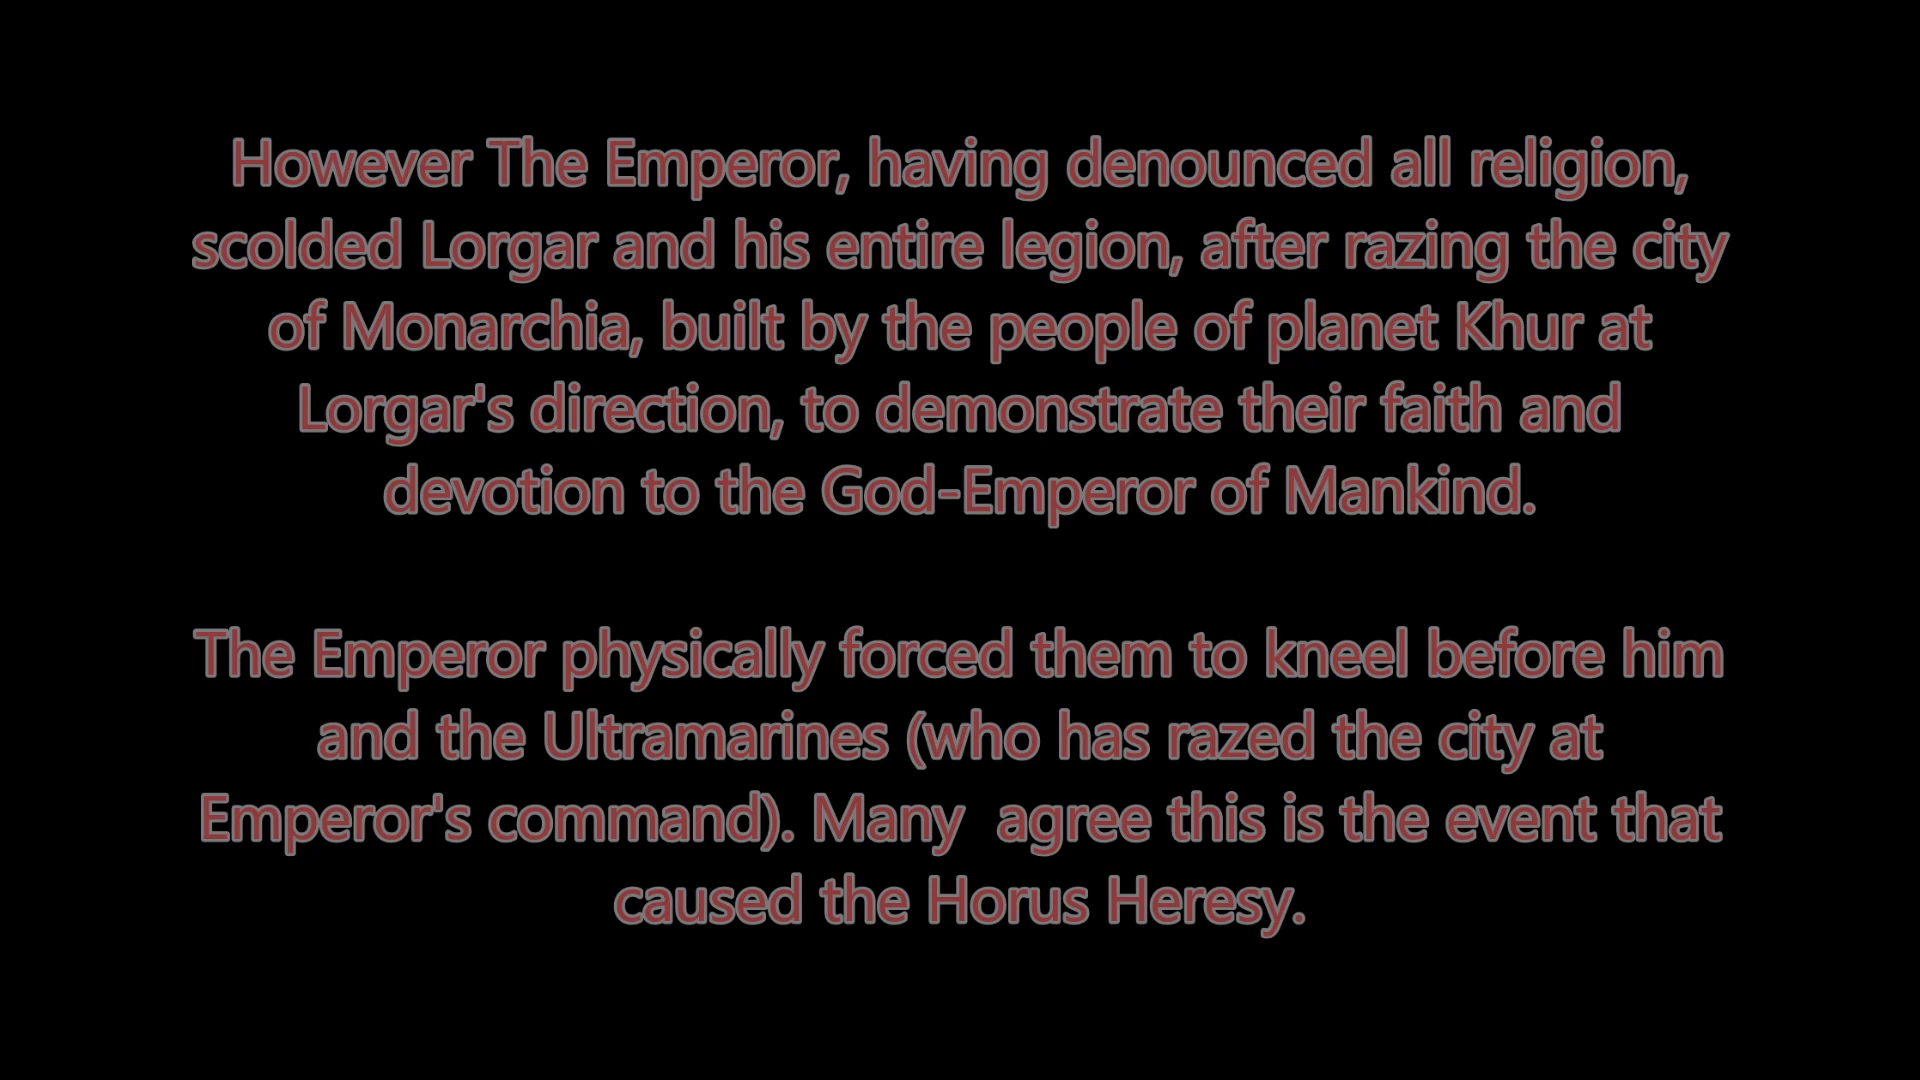 However The Emperor, having denounced all religion,
scolded Lorgar and his entire legion, after razing the city
of Monarchia, built by the people of planet Khur at
Lorgar's direction, to demonstrate their faith and
devotion to the God-Emperor of Mankind.
The Emperor physically forced them to kneel before him
and the Ultramarines (who has razed the city at
Emperor's command). Many  agree this is the event that
caused the Horus Heresy.